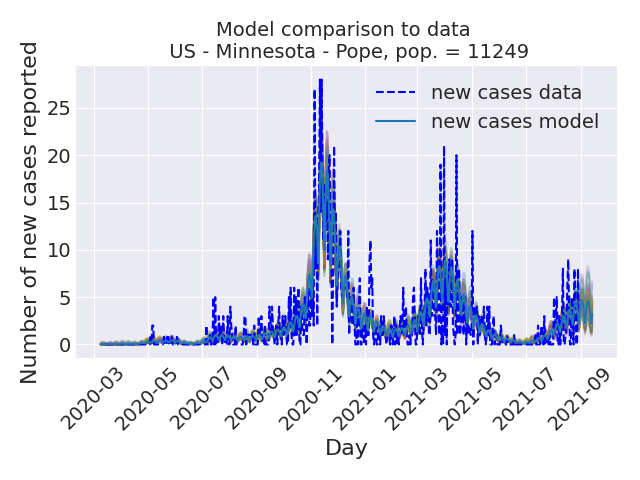 Model comparison to data
US - Minnesota - Pope, pop. = 11249
Number of new cases reported
25
20
15
10
5
0
new cases data
new cases model
2020-03
2020-05
2020-07
2020-09
2020-11
2021-01
2021-03
2021-05
2021-07
2021-09
Day